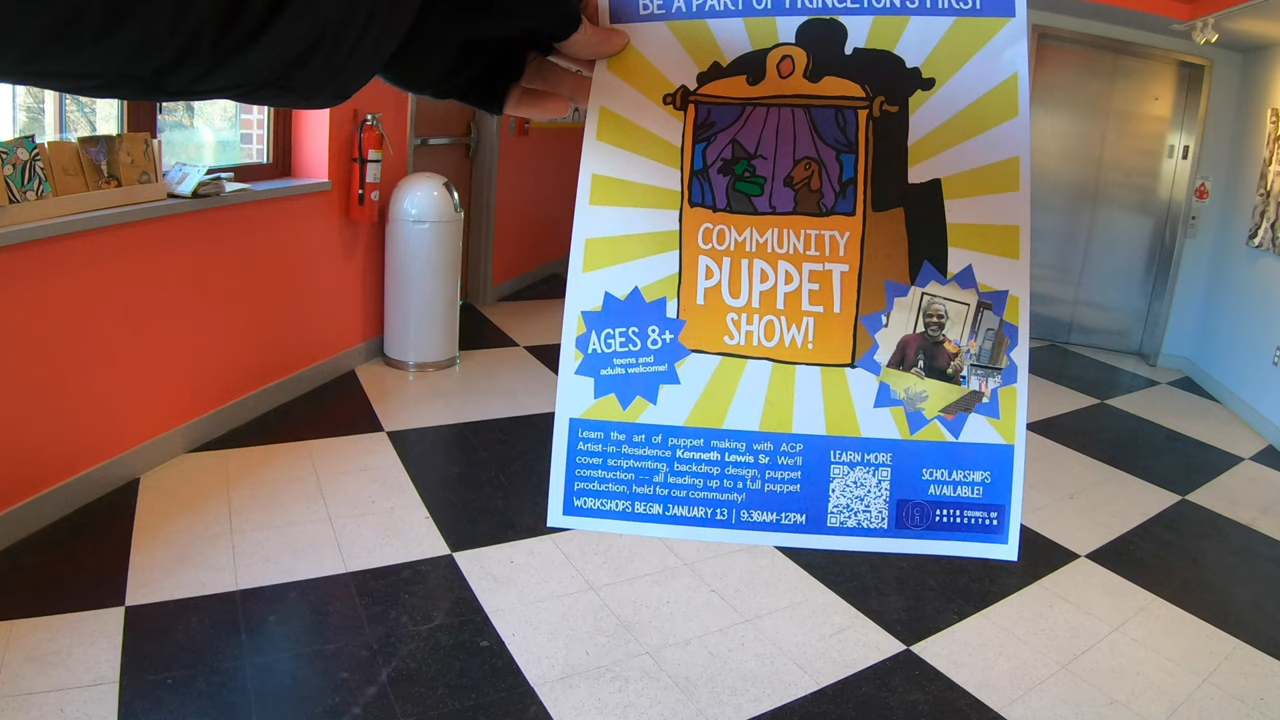 BE A PART OF PRINCETON'S FIRST
COMMUNITY
PUPPET
SHOW!
AGES 8+
teens and
adults welcome!
Learn the art of puppet making with ACP
Artist-in-Residence Kenneth Lewis Sr. We'll
cover scriptwriting, backdrop design, puppet
construction -- all leading up to a full puppet
production, held for our community!
WORKSHOPS BEGIN JANUARY 13 | 9:30AM-12PM
LEARN MORE
SCHOLARSHIPS
AVAILABLE!
ARTS COUNCIL OF
PRINCETON